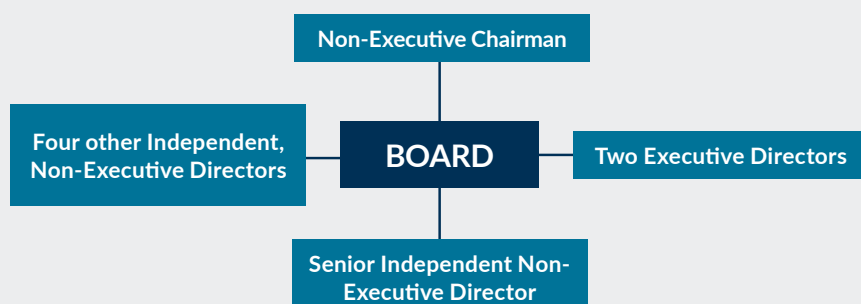 Non-Executive Chairman
Four other Independent,
Non-Executive Directors
BOARD
Two Executive Directors
Senior Independent Non-
Executive Director